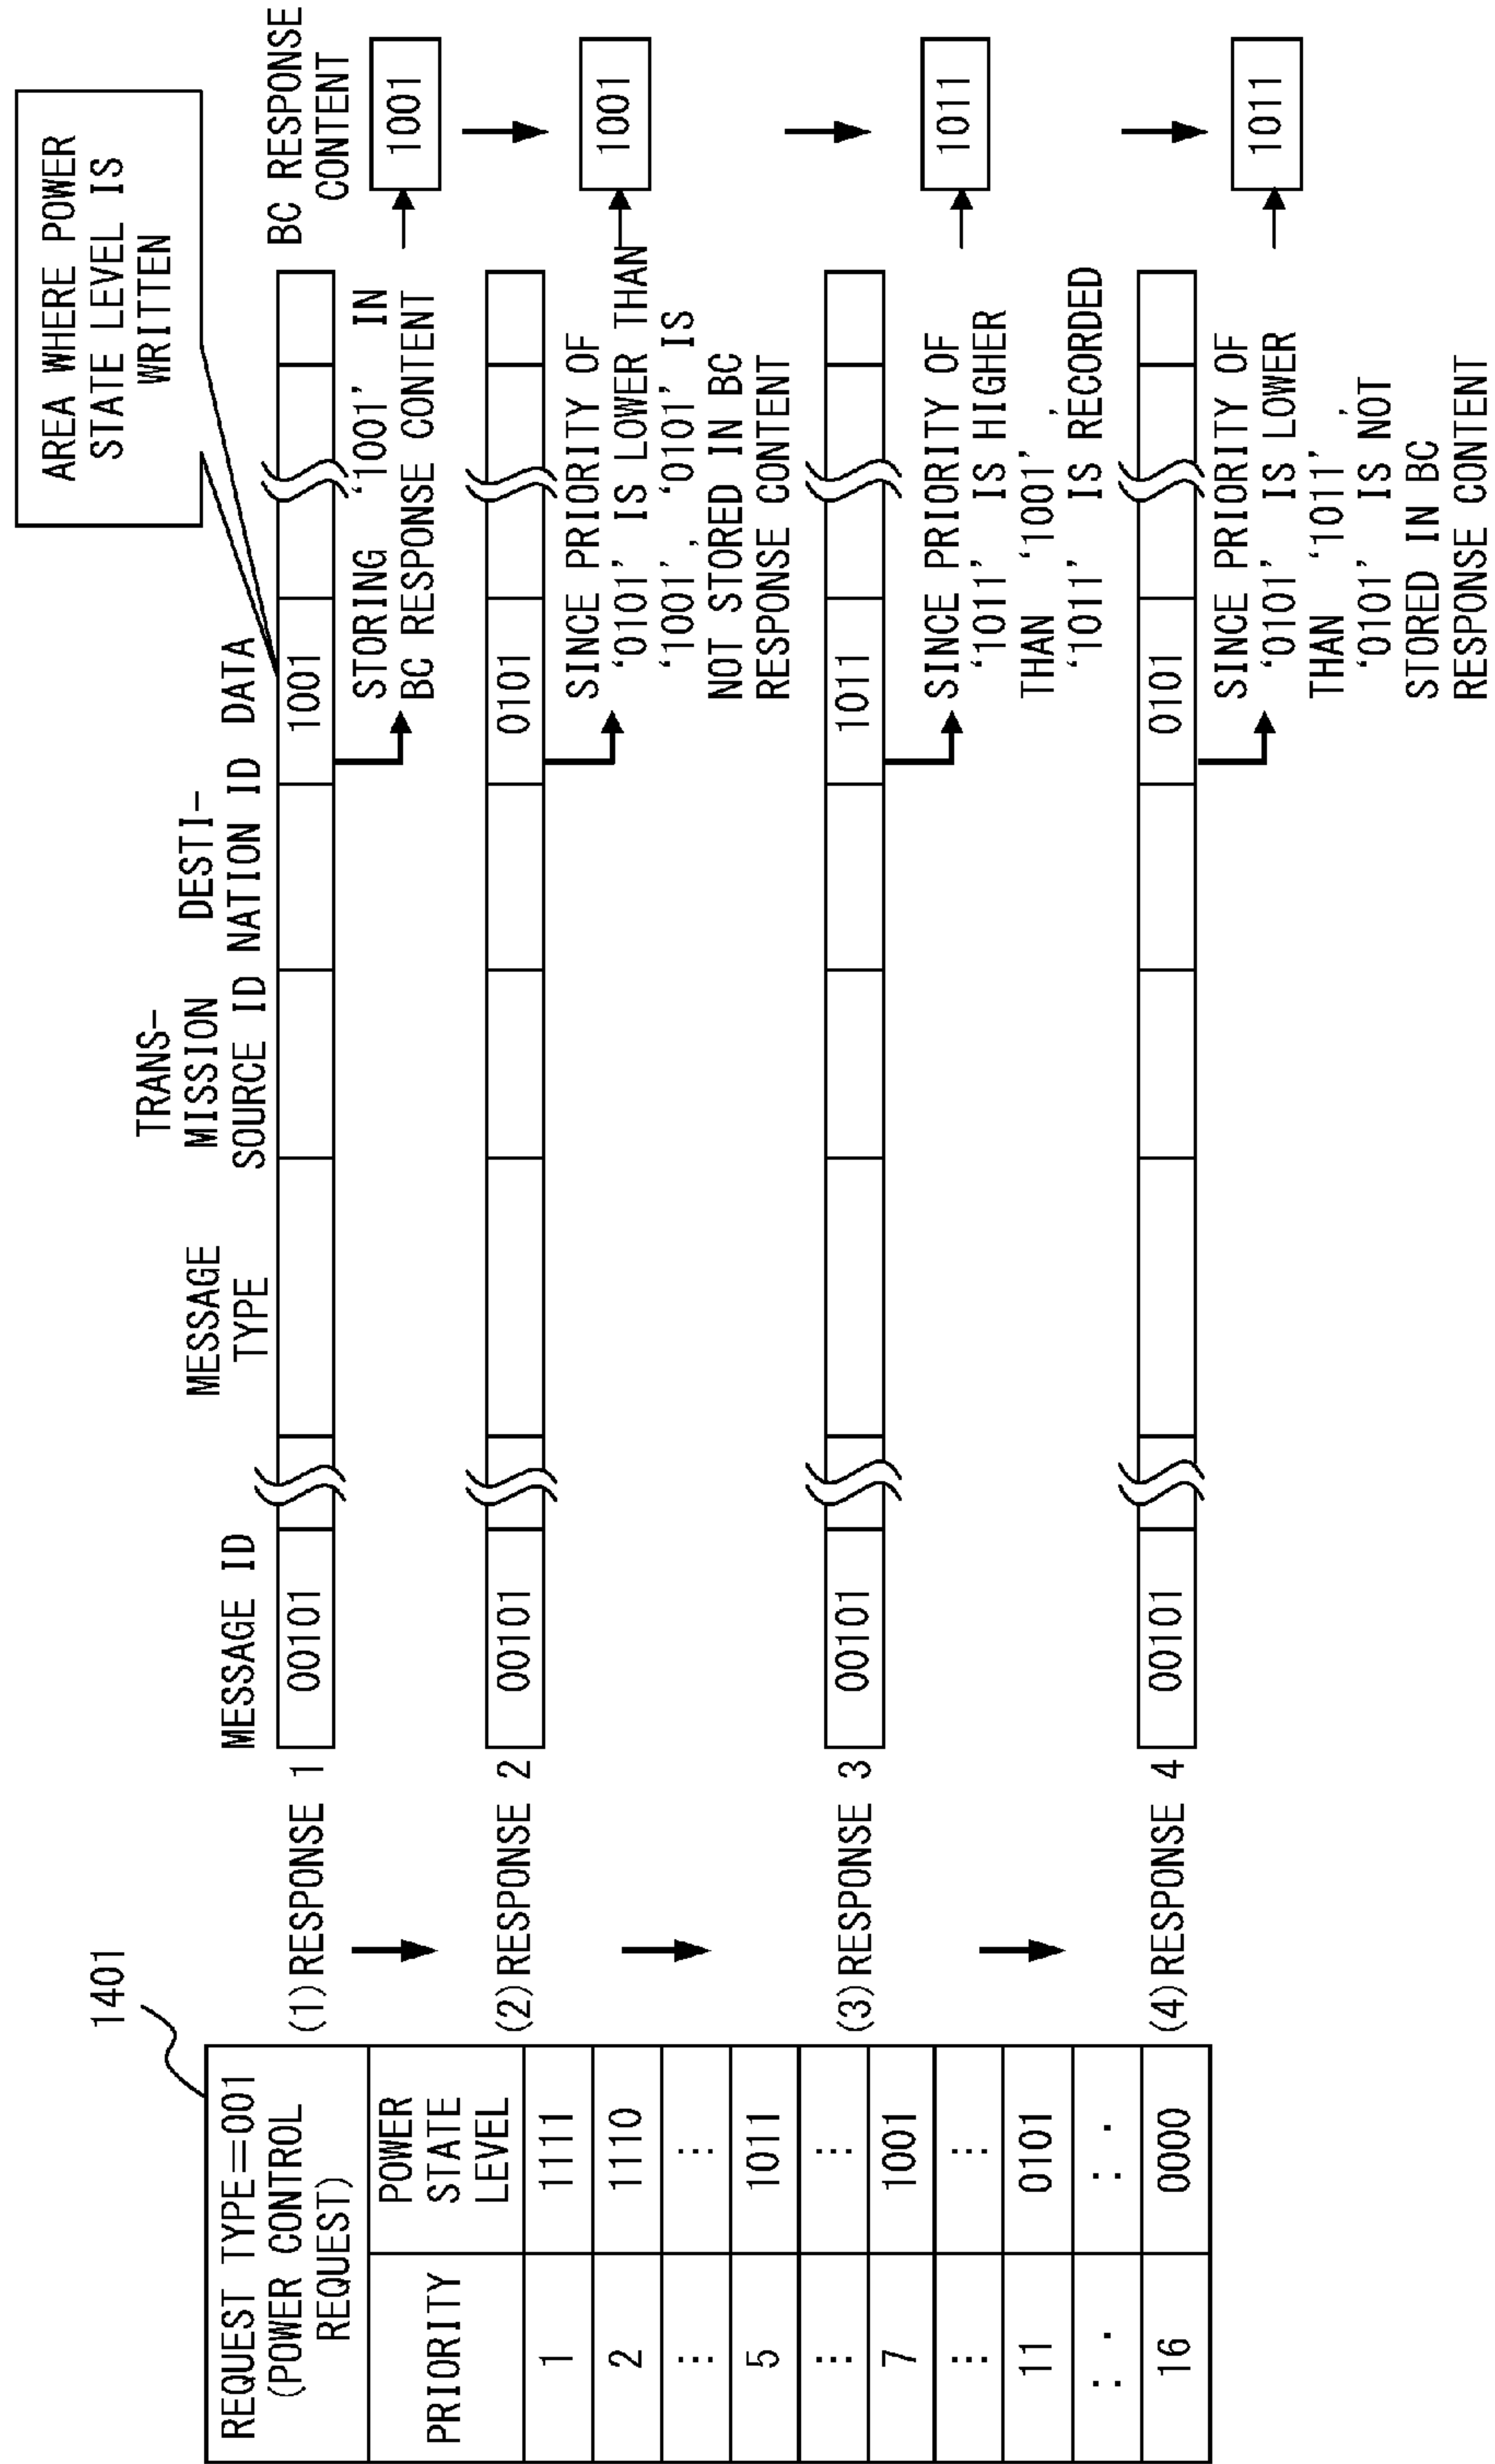 1401
REQUEST TYPE=001
(POWER CONTROL
REQUEST)
PRIORITY
POWER
STATE
LEVEL
1 1111
2 1110
⋮ ⋮
5 1011
⋮ ⋮
7 1001
⋮ ⋮
11 0101
⋮ ⋮
16 0000
AREA WHERE POWER
STATE LEVEL IS
WRITTEN
MESSAGE ID
MESSAGE
TYPE
TRANS-
MISSION
SOURCE ID
DESTI-
NATION ID
DATA
BC RESPONSE
CONTENT
(1)RESPONSE 1
00101
1001
STORING '1001' IN
BC RESPONSE CONTENT
1001
(2)RESPONSE 2
00101
0101
SINCE PRIORITY OF
'0101' IS LOWER THAN
'1001', '0101' IS
NOT STORED IN BC
RESPONSE CONTENT
1001
(3)RESPONSE 3
00101
1011
SINCE PRIORITY OF
'1011' IS HIGHER
THAN '1001',
'1011' IS RECORDED
1011
(4)RESPONSE 4
00101
0101
SINCE PRIORITY OF
'0101' IS LOWER
THAN '1011',
'0101' IS NOT
STORED IN BC
RESPONSE CONTENT
1011